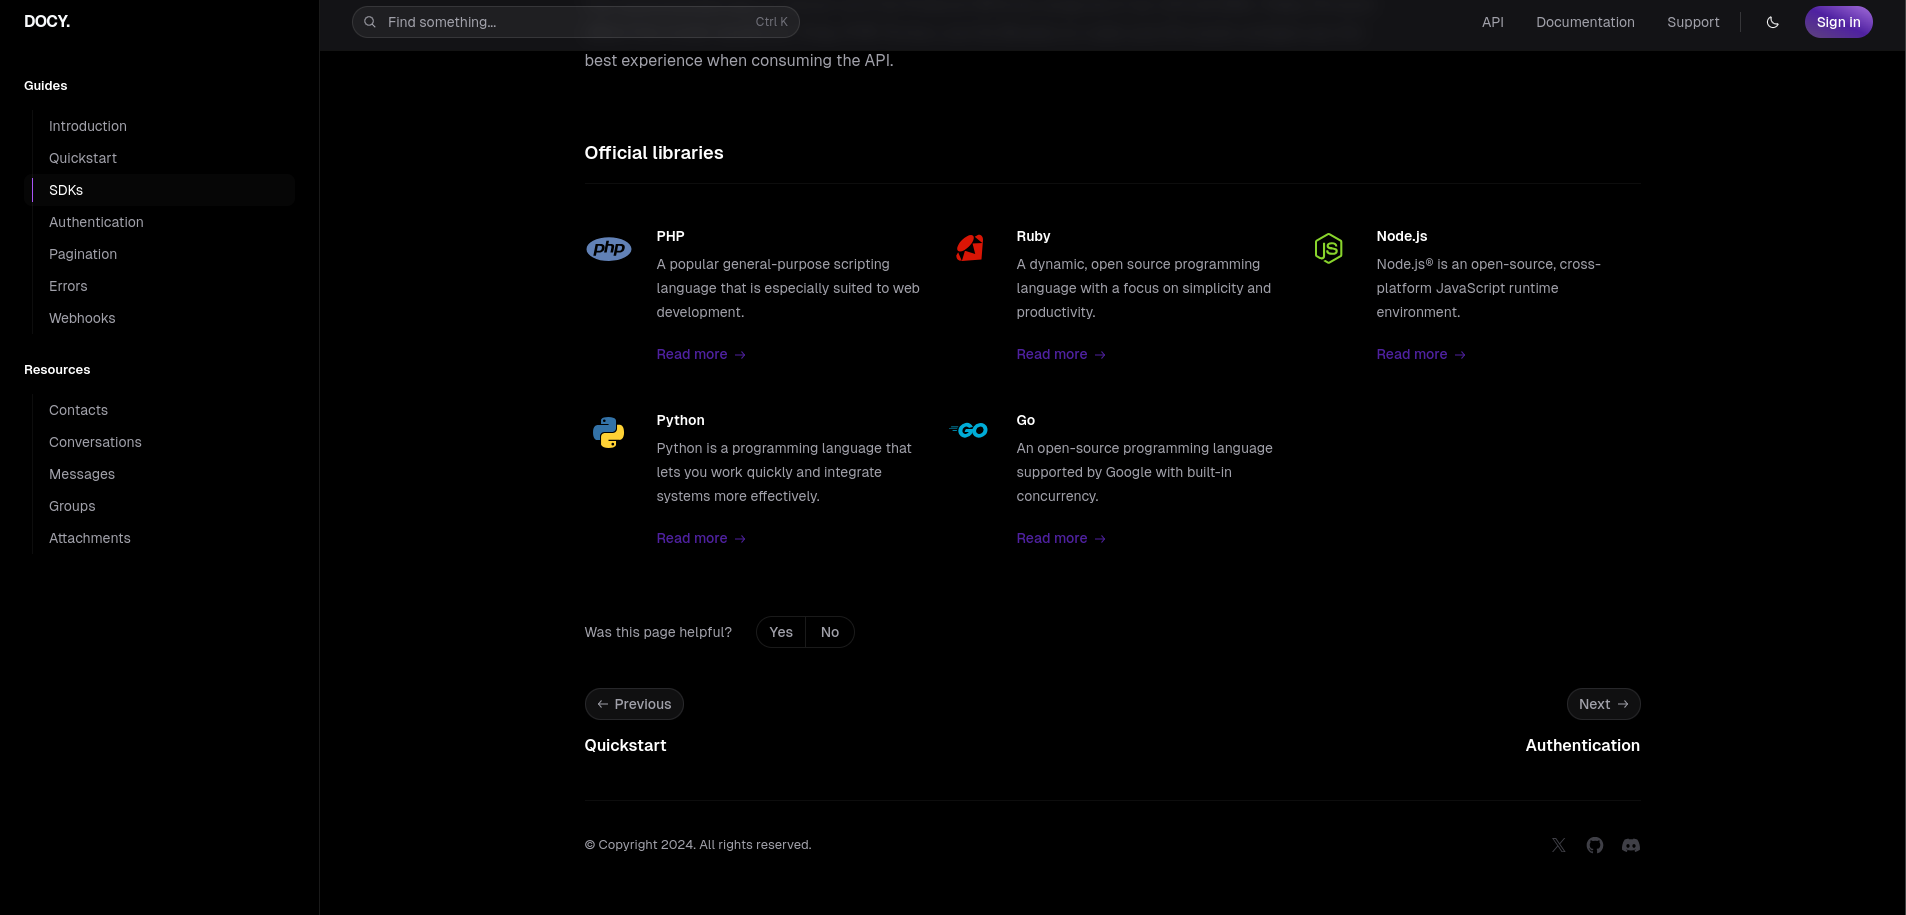 DOCY.
Find something...
Ctrl K
API
Documentation
Support
Sign in
Guides
Introduction
Quickstart
SDKs
Authentication
Pagination
Errors
Webhooks
Resources
Contacts
Conversations
Messages
Groups
Attachments
best experience when consuming the API.
Official libraries
php
PHP
A popular general-purpose scripting
language that is especially suited to web
development.
Read more →
Ruby
A dynamic, open source programming
language with a focus on simplicity and
productivity.
Read more →
JS
Node.js
Node.js® is an open-source, cross-
platform JavaScript runtime
environment.
Read more →
Python
Python is a programming language that
lets you work quickly and integrate
systems more effectively.
Read more →
GO
Go
An open-source programming language
supported by Google with built-in
concurrency.
Read more →
Was this page helpful?
Yes
No
← Previous
Next →
Quickstart
Authentication
© Copyright 2024. All rights reserved.